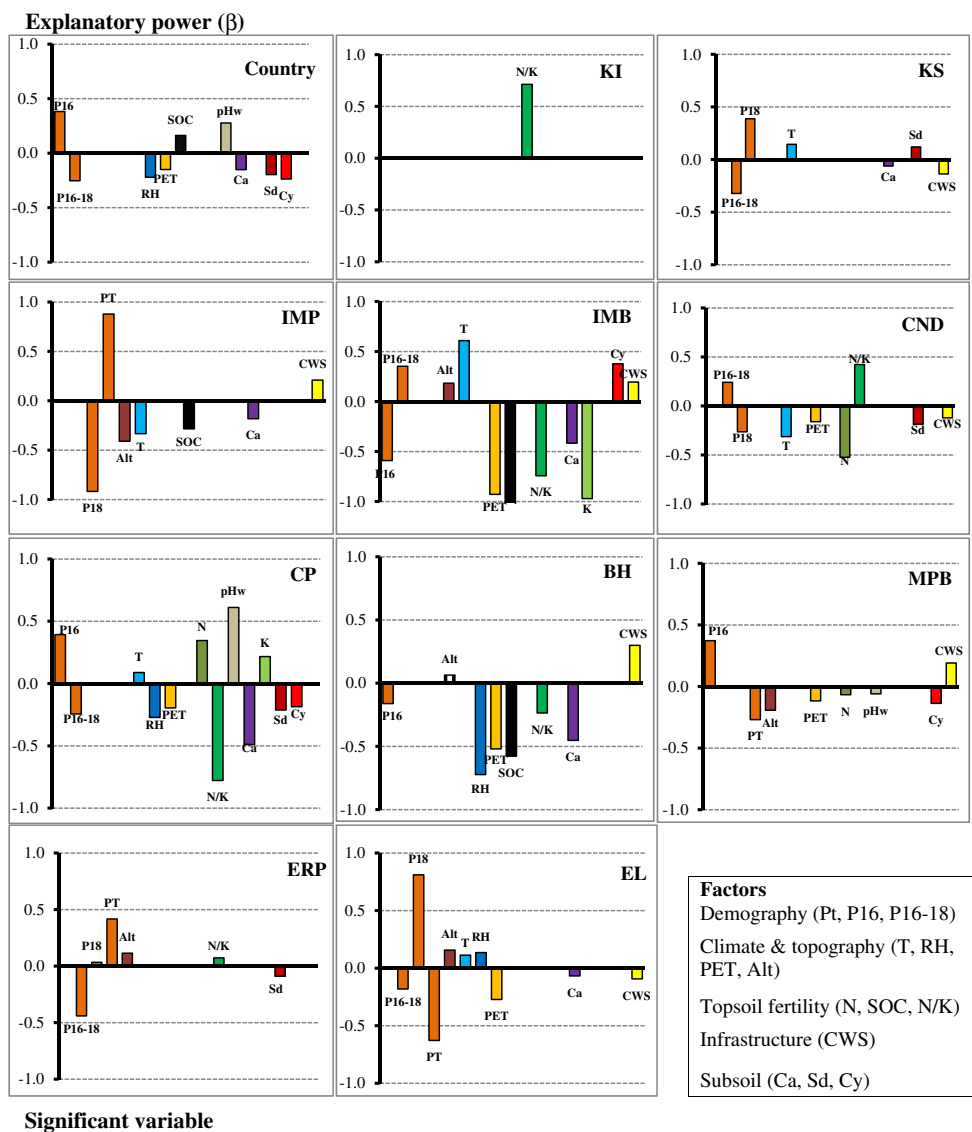 Explanatory power (β)
1.0
0.5
0.0
-0.5
-1.0
Country
P16
P16-18
RH
PET
SOC
pHw
Ca
Sd
Cy
1.0
0.5
0.0
-0.5
-1.0
KI
N/K
1.0
0.5
0.0
-0.5
-1.0
KS
P16-18
P18
T
Ca
Sd
CWS
1.0
0.5
0.0
-0.5
-1.0
IMP
P18
PT
Alt
T
SOC
Ca
CWS
1.0
0.5
0.0
-0.5
-1.0
IMB
P16
P16-18
Alt
T
PET
N/K
Ca
K
Cy
CWS
1.0
0.5
0.0
-0.5
-1.0
CND
P16-18
P18
T
PET
N
N/K
Sd
CWS
1.0
0.5
0.0
-0.5
-1.0
CP
P16
P16-18
T
RH
PET
N
N/K
pHw
Ca
K
Sd
Cy
1.0
0.5
0.0
-0.5
-1.0
BH
P16
Alt
RH
PET
SOC
N/K
Ca
CWS
1.0
0.5
0.0
-0.5
-1.0
MPB
P16
PT
Alt
PET
N
pHw
Cy
CWS
1.0
0.5
0.0
-0.5
-1.0
ERP
P16-18
P18
PT
Alt
N/K
Sd
1.0
0.5
0.0
-0.5
-1.0
EL
P16-18
P18
PT
Alt
T
RH
PET
Ca
CWS
Factors
Demography (Pt, P16, P16-18)
Climate & topography (T, RH,
PET, Alt)
Topsoil fertility (N, SOC, N/K)
Infrastructure (CWS)
Subsoil (Ca, Sd, Cy)
Significant variable